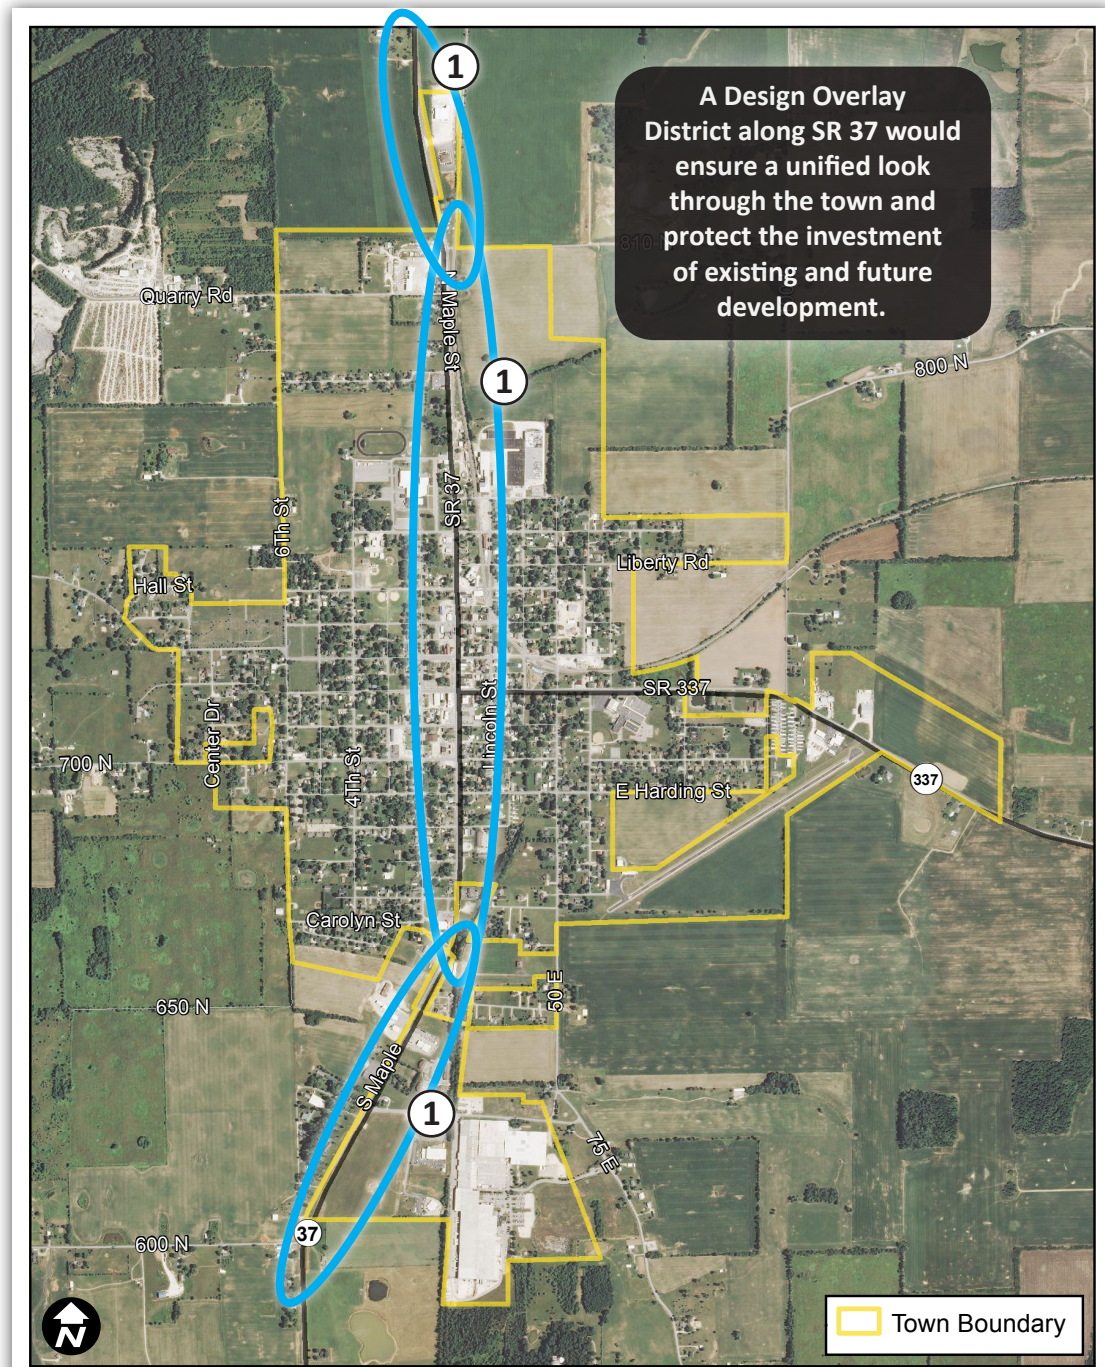 1
A Design Overlay
District along SR 37 would
ensure a unified look
through the town and
protect the investment
of existing and future
development.
Quarry Rd
N Maple St
800 N
1
SR 37
6Th St
Liberty Rd
Hall St
SR 337
Lincoln St
Center Dr
700 N
4Th St
E Harding St
337
Carolyn St
650 N
50 E
S Maple
1
75 E
37
600 N
N
Town Boundary